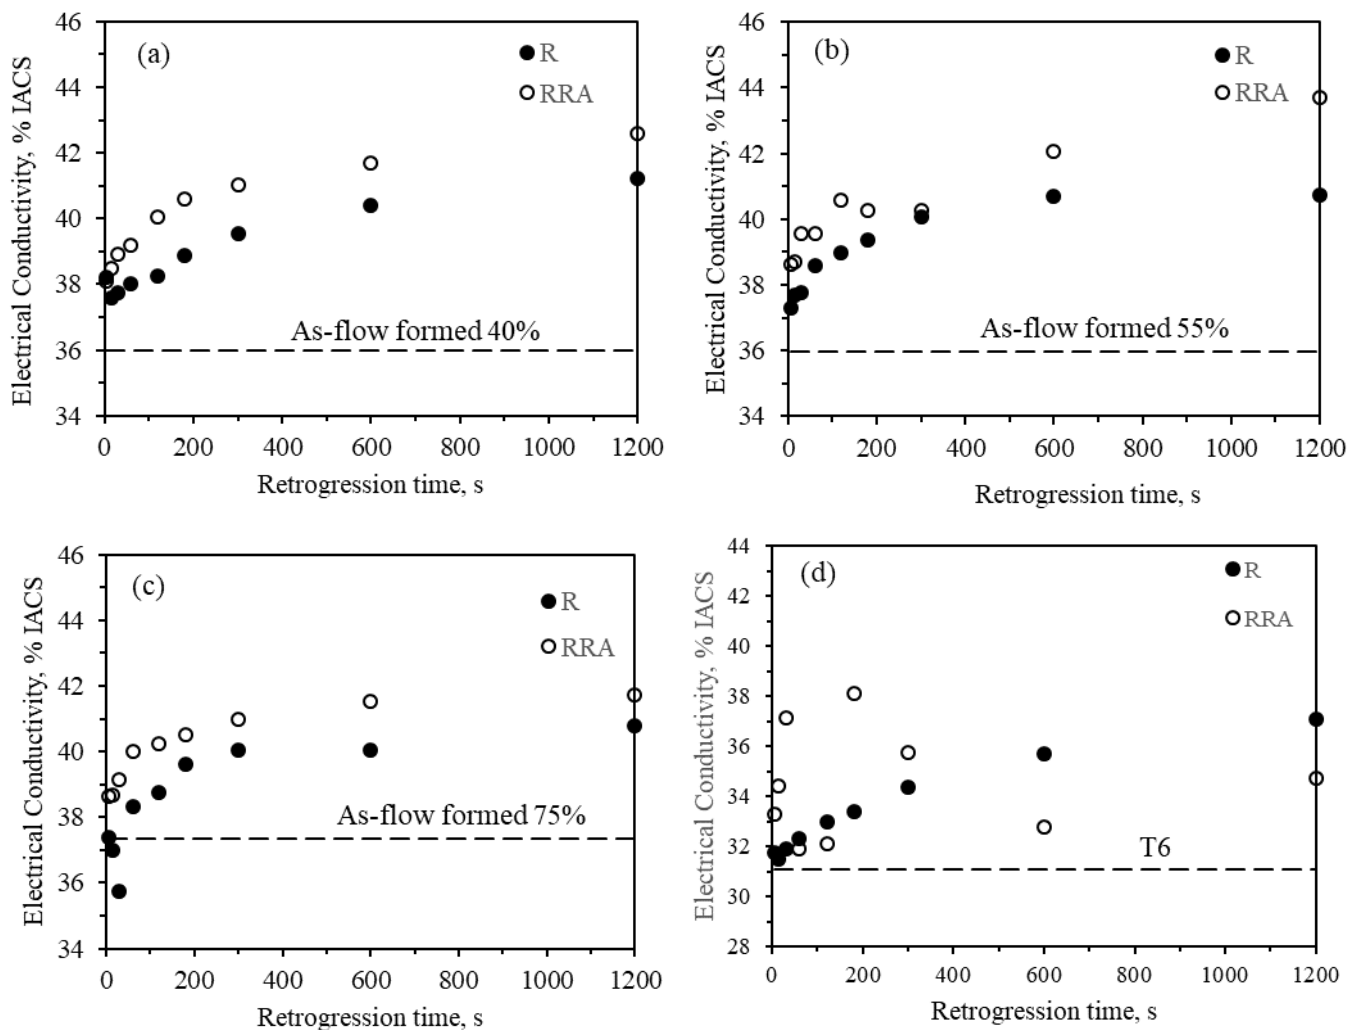 (a)
R
RRA
Electrical Conductivity, % IACS
46
44
42
40
38
36
34
As-flow formed 40%
0 200 400 600 800 1000 1200
Retrogression time, s
(b)
R
RRA
Electrical Conductivity, % IACS
46
44
42
40
38
36
34
As-flow formed 55%
0 200 400 600 800 1000 1200
Retrogression time, s
(c)
R
RRA
Electrical Conductivity, % IACS
46
44
42
40
38
36
34
As-flow formed 75%
0 200 400 600 800 1000 1200
Retrogression time, s
(d)
R
RRA
Electrical Conductivity, % IACS
44
42
40
38
36
34
32
30
28
T6
0 200 400 600 800 1000 1200
Retrogression time, s